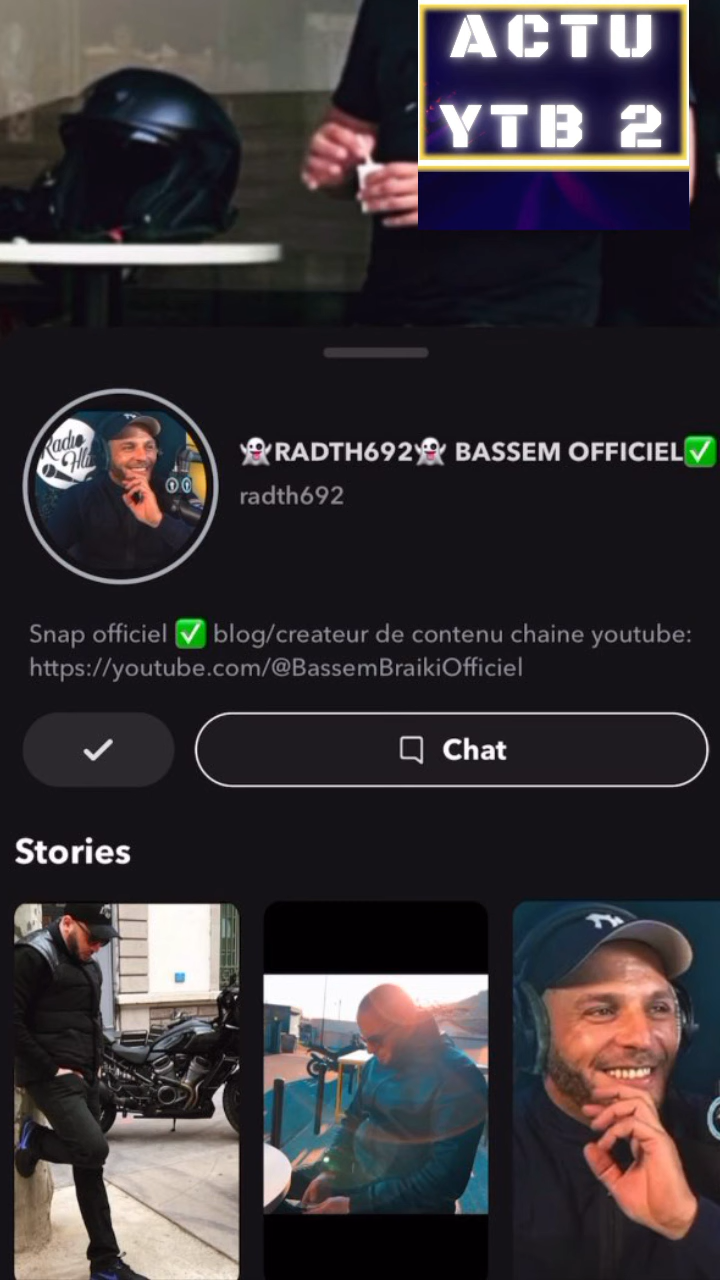 ACTU
YTB 2
👻RADTH692👻 BASSEM OFFICIEL✅
radth692
Snap officiel ✅ blog/createur de contenu chaine youtube:
https://youtube.com/@BassemBraikiOfficiel
Chat
Stories
Radio